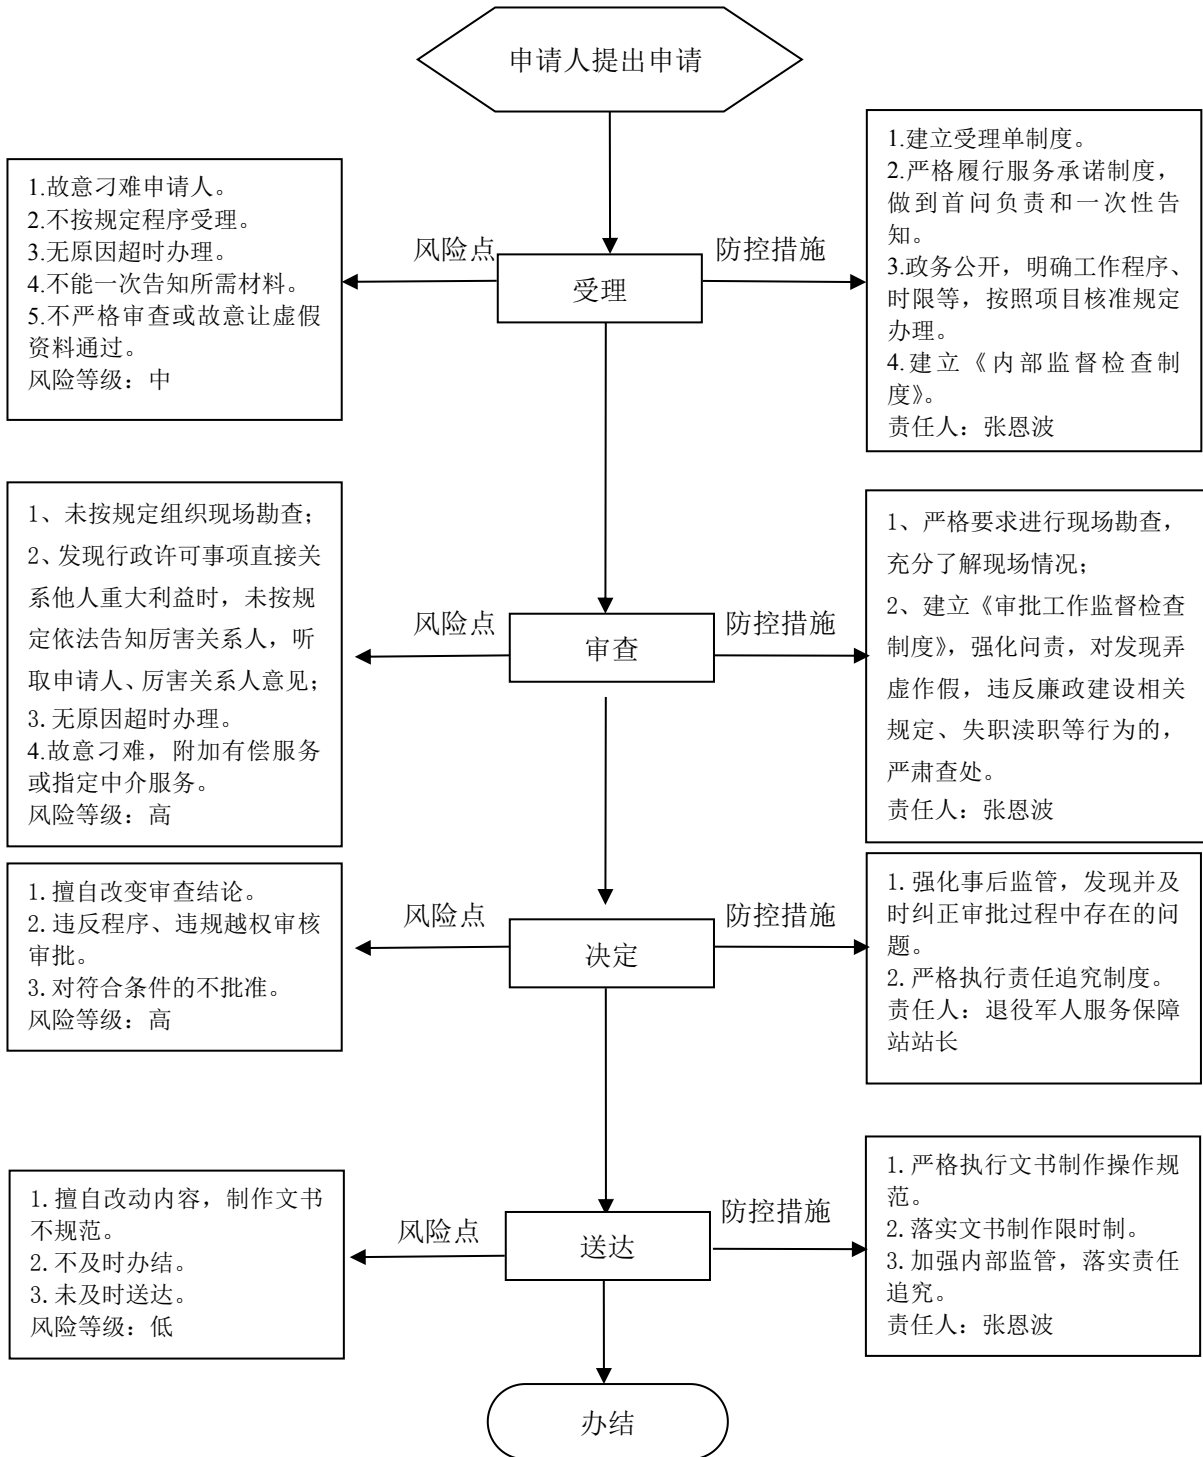 申请人提出申请
1.故意刁难申请人。
2.不按规定程序受理。
3.无原因超时办理。
4.不能一次告知所需材料。
5.不严格审查或故意让虚假
资料通过。
风险等级：中
风险点
受理
防控措施
1.建立受理单制度。
2.严格履行服务承诺制度，
做到首问负责和一次性告
知。
3.政务公开，明确工作程序、
时限等，按照项目核准规定
办理。
4.建立《内部监督检查制
度》。
责任人：张恩波
1、未按规定组织现场勘查；
2、发现行政许可事项直接关
系他人重大利益时，未按规
定依法告知厉害关系人，听
取申请人、厉害关系人意见；
3.无原因超时办理。
4.故意刁难，附加有偿服务
或指定中介服务。
风险等级：高
风险点
审查
防控措施
1、严格要求进行现场勘查，
充分了解现场情况；
2、建立《审批工作监督检查
制度》，强化问责，对发现弄
虚作假，违反廉政建设相关
规定、失职渎职等行为的，
严肃查处。
责任人：张恩波
1.擅自改变审查结论。
2.违反程序、违规越权审核
审批。
3.对符合条件的不批准。
风险等级：高
风险点
决定
防控措施
1.强化事后监管，发现并及
时纠正审批过程中存在的问
题。
2.严格执行责任追究制度。
责任人：退役军人服务保障
站站长
1.擅自改动内容，制作文书
不规范。
2.不及时办结。
3.未及时送达。
风险等级：低
风险点
送达
防控措施
1.严格执行文书制作操作规
范。
2.落实文书制作限时制。
3.加强内部监管，落实责任
追究。
责任人：张恩波
办结